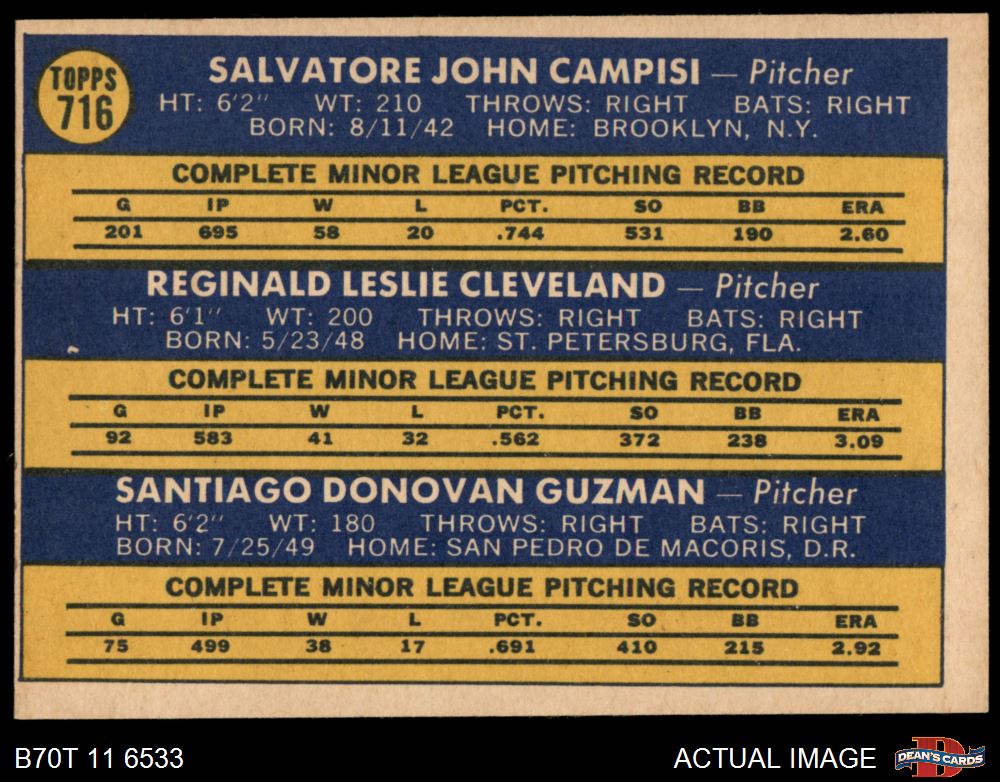 TOPPS
716
SALVATORE JOHN CAMPISI — Pitcher
HT: 6'2" WT: 210 THROWS: RIGHT BATS: RIGHT
BORN: 8/11/42 HOME: BROOKLYN, N.Y.
COMPLETE MINOR LEAGUE PITCHING RECORD
G IP W L PCT. SO BB ERA
201 695 58 20 .744 531 190 2.60
REGINALD LESLIE CLEVELAND — Pitcher
HT: 6'1" WT: 200 THROWS: RIGHT BATS: RIGHT
BORN: 5/23/48 HOME: ST. PETERSBURG, FLA.
COMPLETE MINOR LEAGUE PITCHING RECORD
G IP W L PCT. SO BB ERA
92 583 41 32 .562 372 238 3.09
SANTIAGO DONOVAN GUZMAN — Pitcher
HT: 6'2" WT: 180 THROWS: RIGHT BATS: RIGHT
BORN: 7/25/49 HOME: SAN PEDRO DE MACORIS, D.R.
COMPLETE MINOR LEAGUE PITCHING RECORD
G IP W L PCT. SO BB ERA
75 499 38 17 .691 410 215 2.92
B70T 11 6533 ACTUAL IMAGE D DEAN'S CARDS